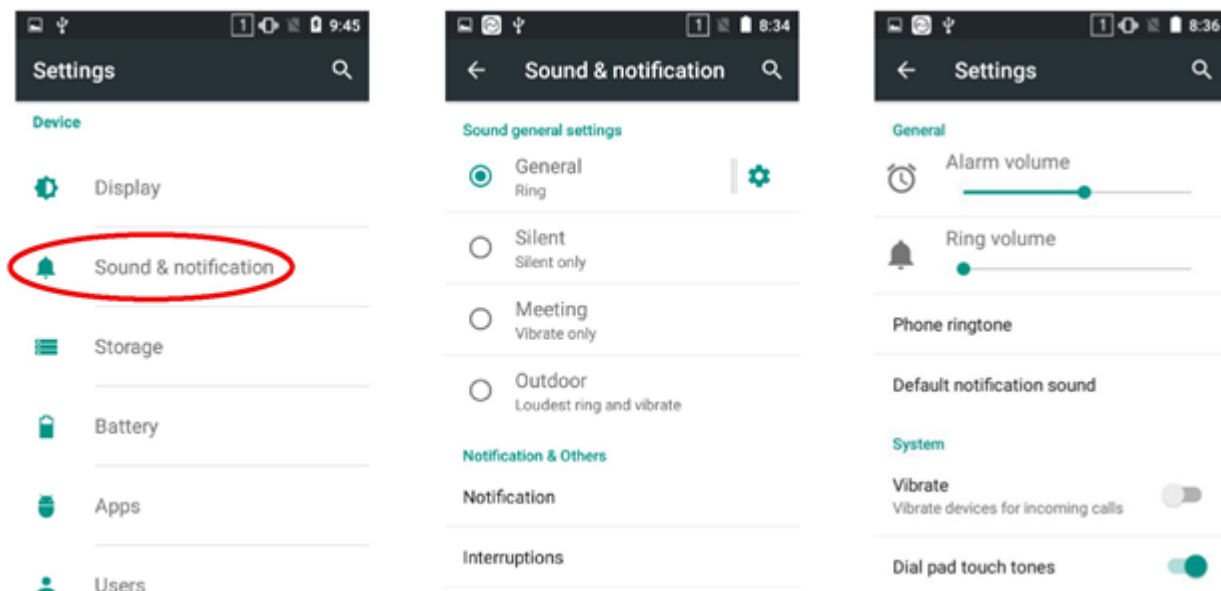 1 9:45
Settings
Device
Display
Sound & notification
Storage
Battery
Apps
Users
1 8:34
Sound & notification
Sound general settings
General
Ring
Silent
Silent only
Meeting
Vibrate only
Outdoor
Loudest ring and vibrate
Notification & Others
Notification
Interruptions
1 8:36
Settings
General
Alarm volume
Ring volume
Phone ringtone
Default notification sound
System
Vibrate
Vibrate devices for incoming calls
Dial pad touch tones